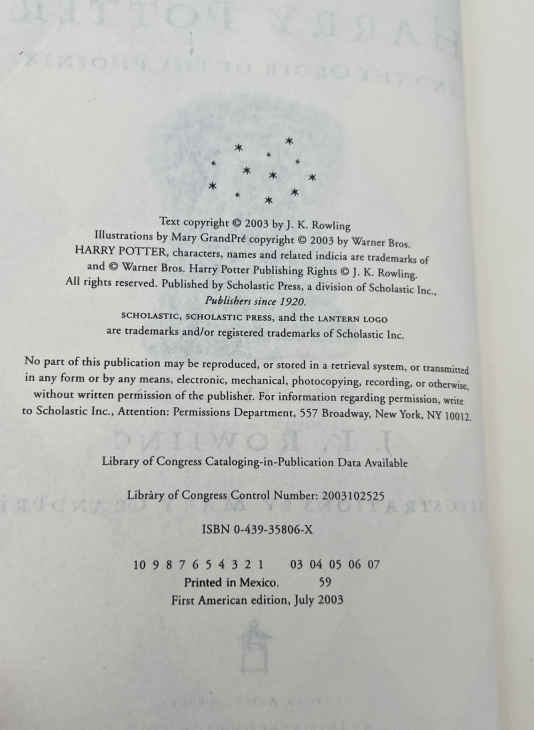 Text copyright © 2003 by J. K. Rowling
Illustrations by Mary GrandPré copyright © 2003 by Warner Bros.
HARRY POTTER, characters, names and related indicia are trademarks of
and © Warner Bros. Harry Potter Publishing Rights © J. K. Rowling.
All rights reserved. Published by Scholastic Press, a division of Scholastic Inc.,
Publishers since 1920.
SCHOLASTIC, SCHOLASTIC PRESS, and the LANTERN LOGO
are trademarks and/or registered trademarks of Scholastic Inc.
No part of this publication may be reproduced, or stored in a retrieval system, or transmitted
in any form or by any means, electronic, mechanical, photocopying, recording, or otherwise,
without written permission of the publisher. For information regarding permission, write
to Scholastic Inc., Attention: Permissions Department, 557 Broadway, New York, NY 10012.
Library of Congress Cataloging-in-Publication Data Available
Library of Congress Control Number: 2003102525
ISBN 0-439-35806-X
10 9 8 7 6 5 4 3 2 1 03 04 05 06 07
Printed in Mexico. 59
First American edition, July 2003